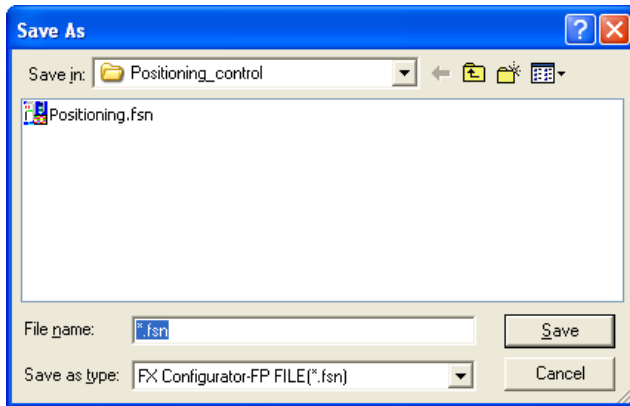 Save As
Save in: Positioning_control
Positioning.fsn
File name: *.fsn Save
Save as type: FX Configurator-FP FILE(*.fsn) Cancel